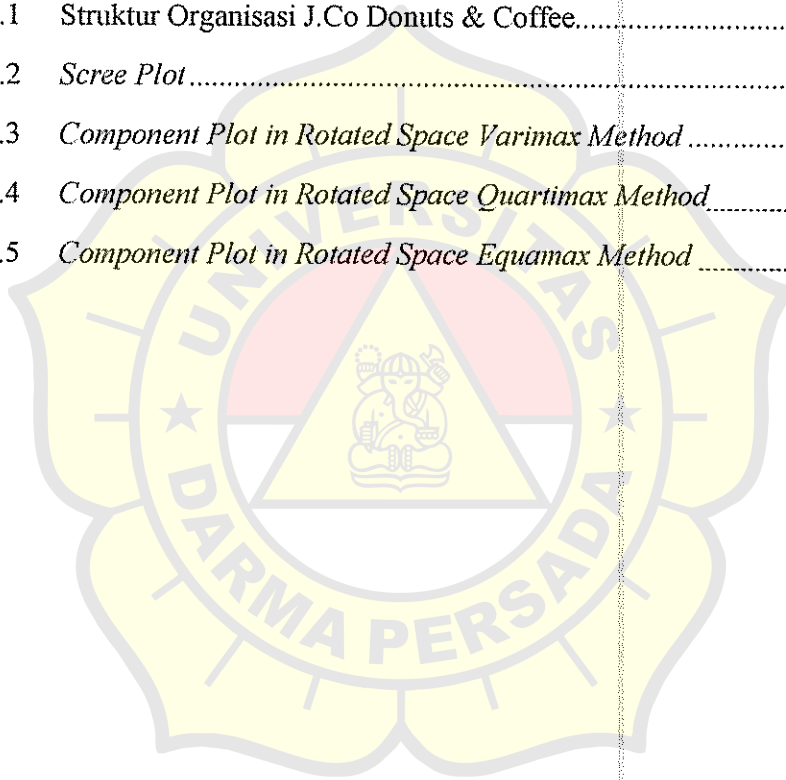 .1 Struktur Organisasi J.Co Donuts & Coffee..............................
.2 Scree Plot..............................................................................
.3 Component Plot in Rotated Space Varimax Method..............
.4 Component Plot in Rotated Space Quartimax Method...........
.5 Component Plot in Rotated Space Equamax Method............
UNIVERSITAS
DARMA PERSADA